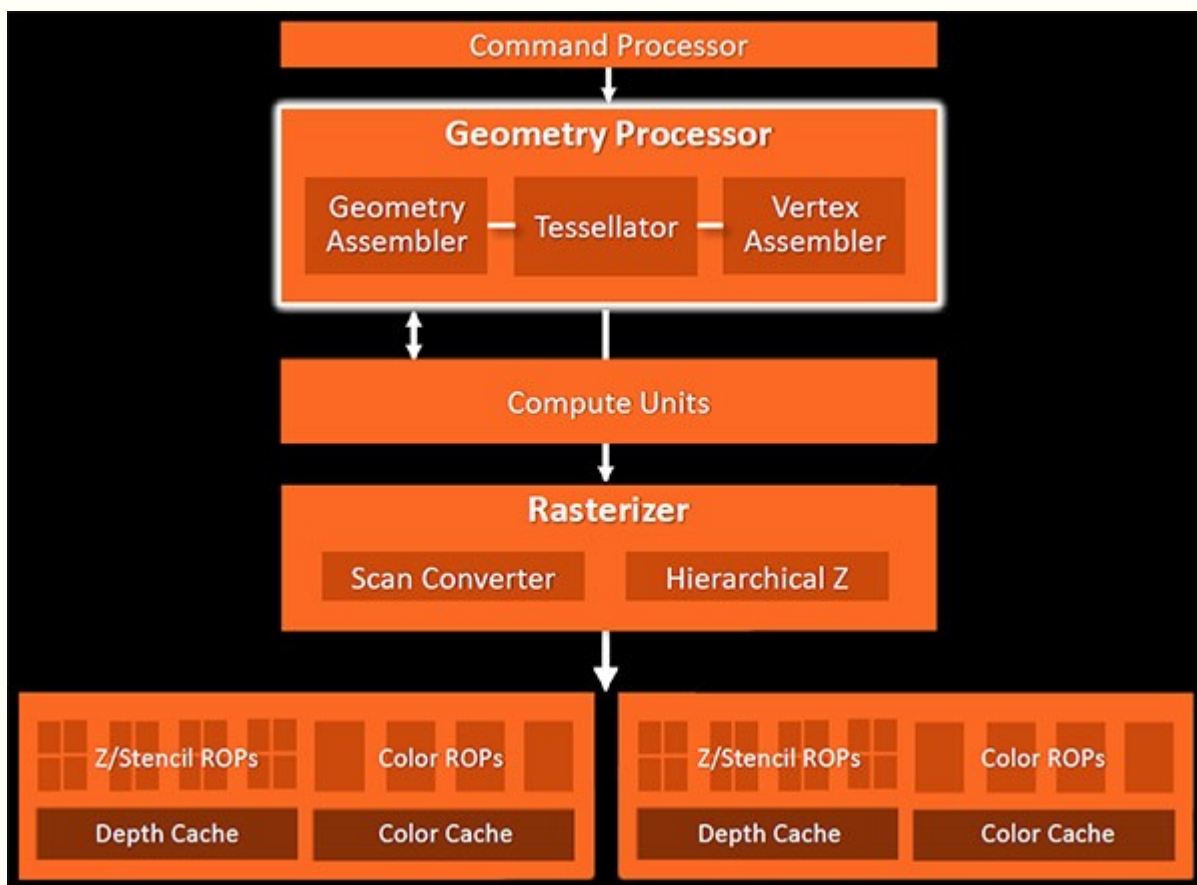 Command Processor
Geometry Processor
Geometry
Assembler
Tessellator
Vertex
Assembler
Compute Units
Rasterizer
Scan Converter
Hierarchical Z
Z/Stencil ROPs
Color ROPs
Depth Cache
Color Cache
Z/Stencil ROPs
Color ROPs
Depth Cache
Color Cache